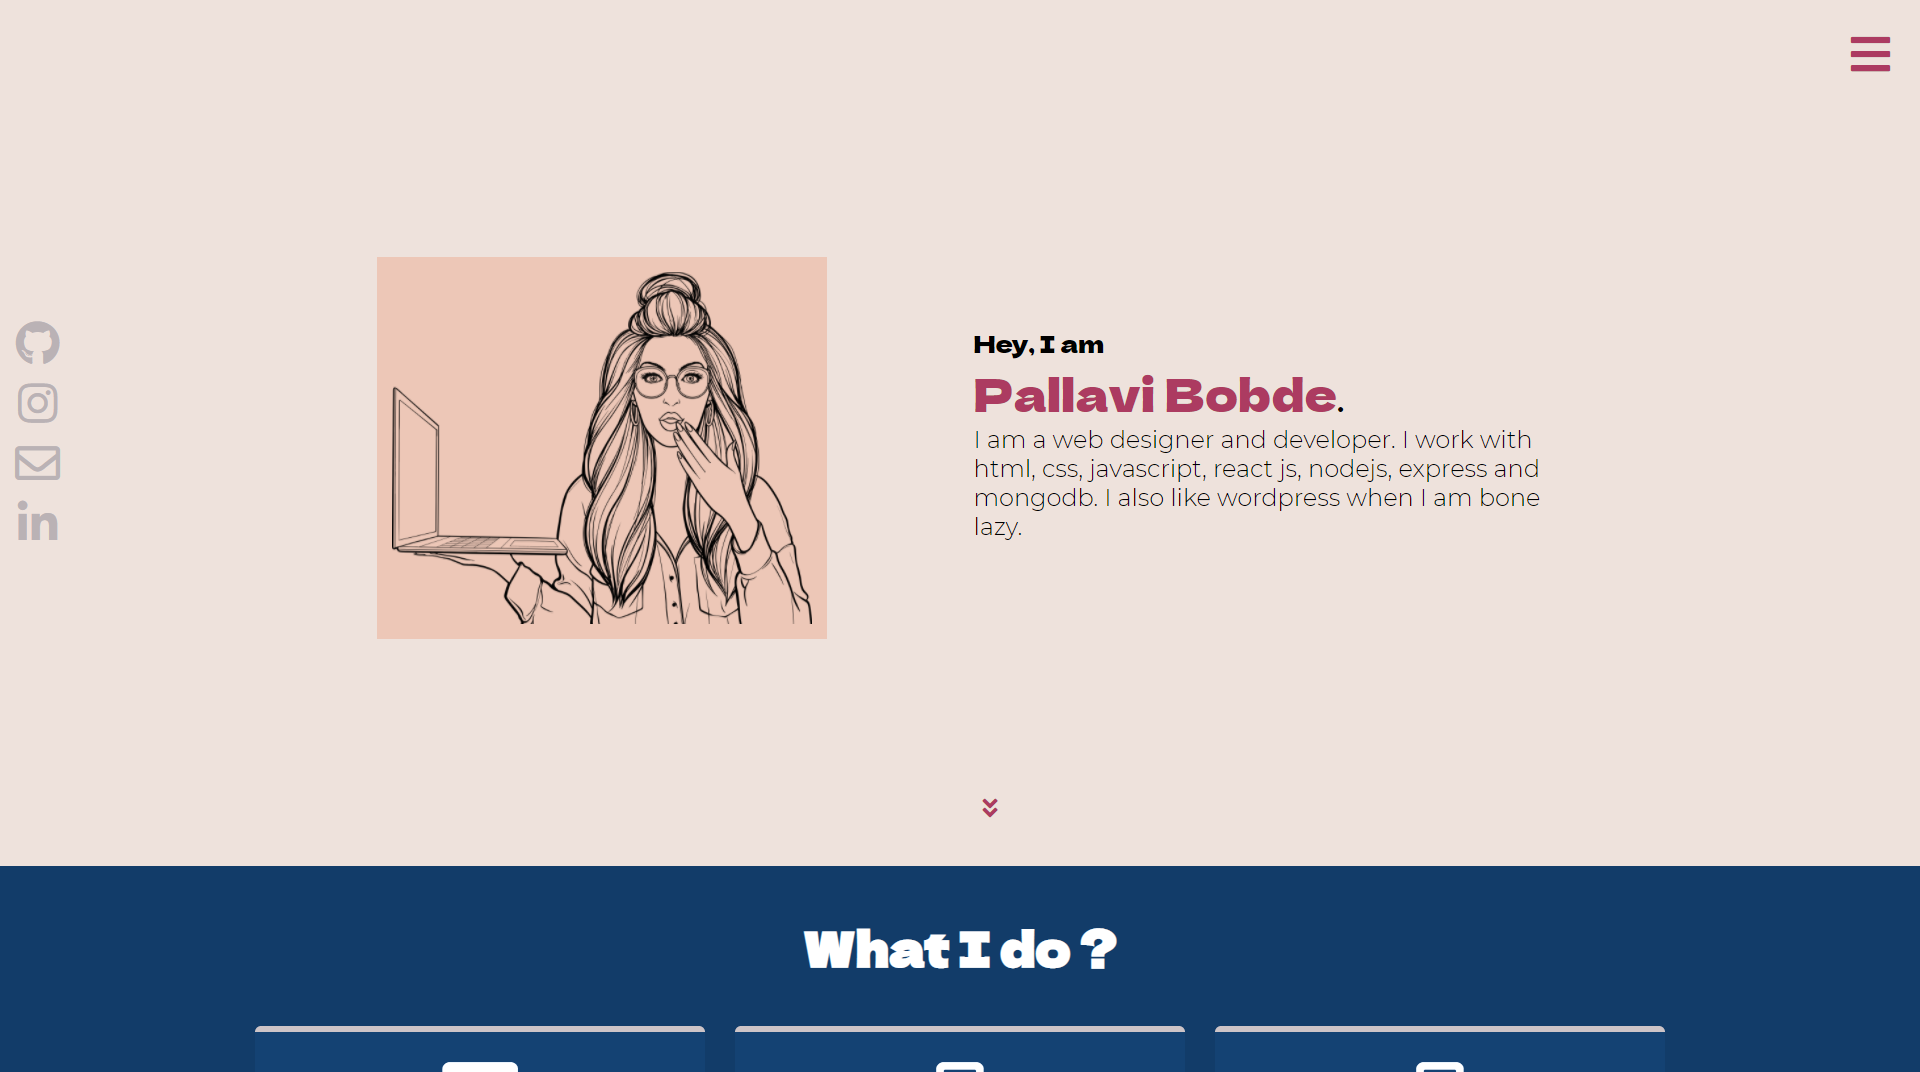 Hey, I am
Pallavi Bobde.
I am a web designer and developer. I work with
html, css, javascript, react js, nodejs, express and
mongodb. I also like wordpress when I am bone
lazy.
What I do ?